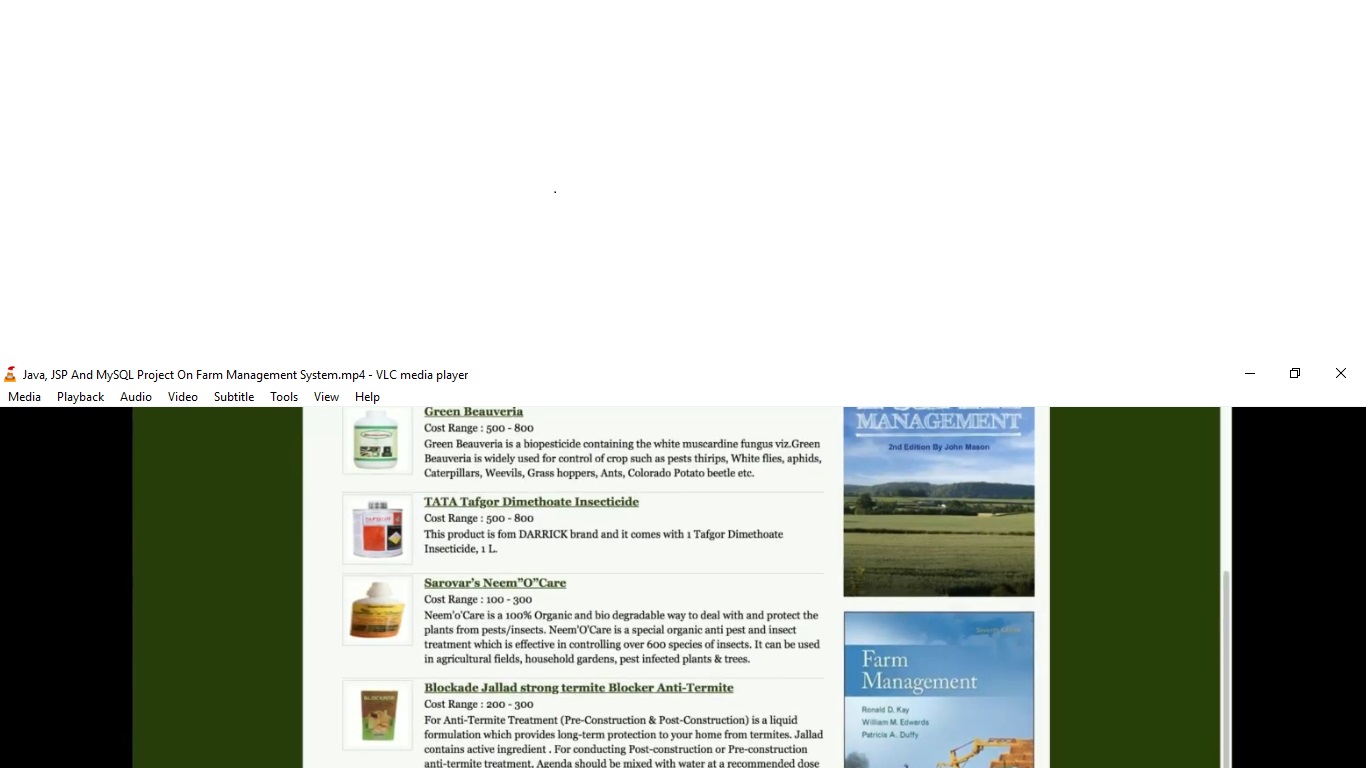 Java, JSP And MySQL Project On Farm Management System.mp4 - VLC media player
Media Playback Audio Video Subtitle Tools View Help
Green Beauveria
Cost Range : 500 - 800
Green Beauveria is a biopesticide containing the white muscardine fungus viz.Green
Beauveria is widely used for control of crop such as pests thirips, White flies, aphids,
Caterpillars, Weevils, Grass hoppers, Ants, Colorado Potato beetle etc.
TATA Tafgor Dimethoate Insecticide
Cost Range : 500 - 800
This product is fom DARRICK brand and it comes with 1 Tafgor Dimethoate
Insecticide, 1 L.
Sarovar's Neem"O"Care
Cost Range : 100 - 300
Neem'o'Care is a 100% Organic and bio degradable way to deal with and protect the
plants from pests/insects. Neem'O'Care is a special organic anti pest and insect
treatment which is effective in controlling over 600 species of insects. It can be used
in agricultural fields, household gardens, pest infected plants & trees.
Blockade Jallad strong termite Blocker Anti-Termite
Cost Range : 200 - 300
For Anti-Termite Treatment (Pre-Construction & Post-Construction) is a liquid
formulation which provides long-term protection to your home from termites. Jallad
contains active ingredient . For conducting Post-construction or Pre-construction
anti-termite treatment, Agenda should be mixed with water at a recommended dose
MANAGEMENT
2nd Edition By John Mason
Seventh Edition
Farm
Management
Ronald D. Kay
William M. Edwards
Patricia A. Duffy